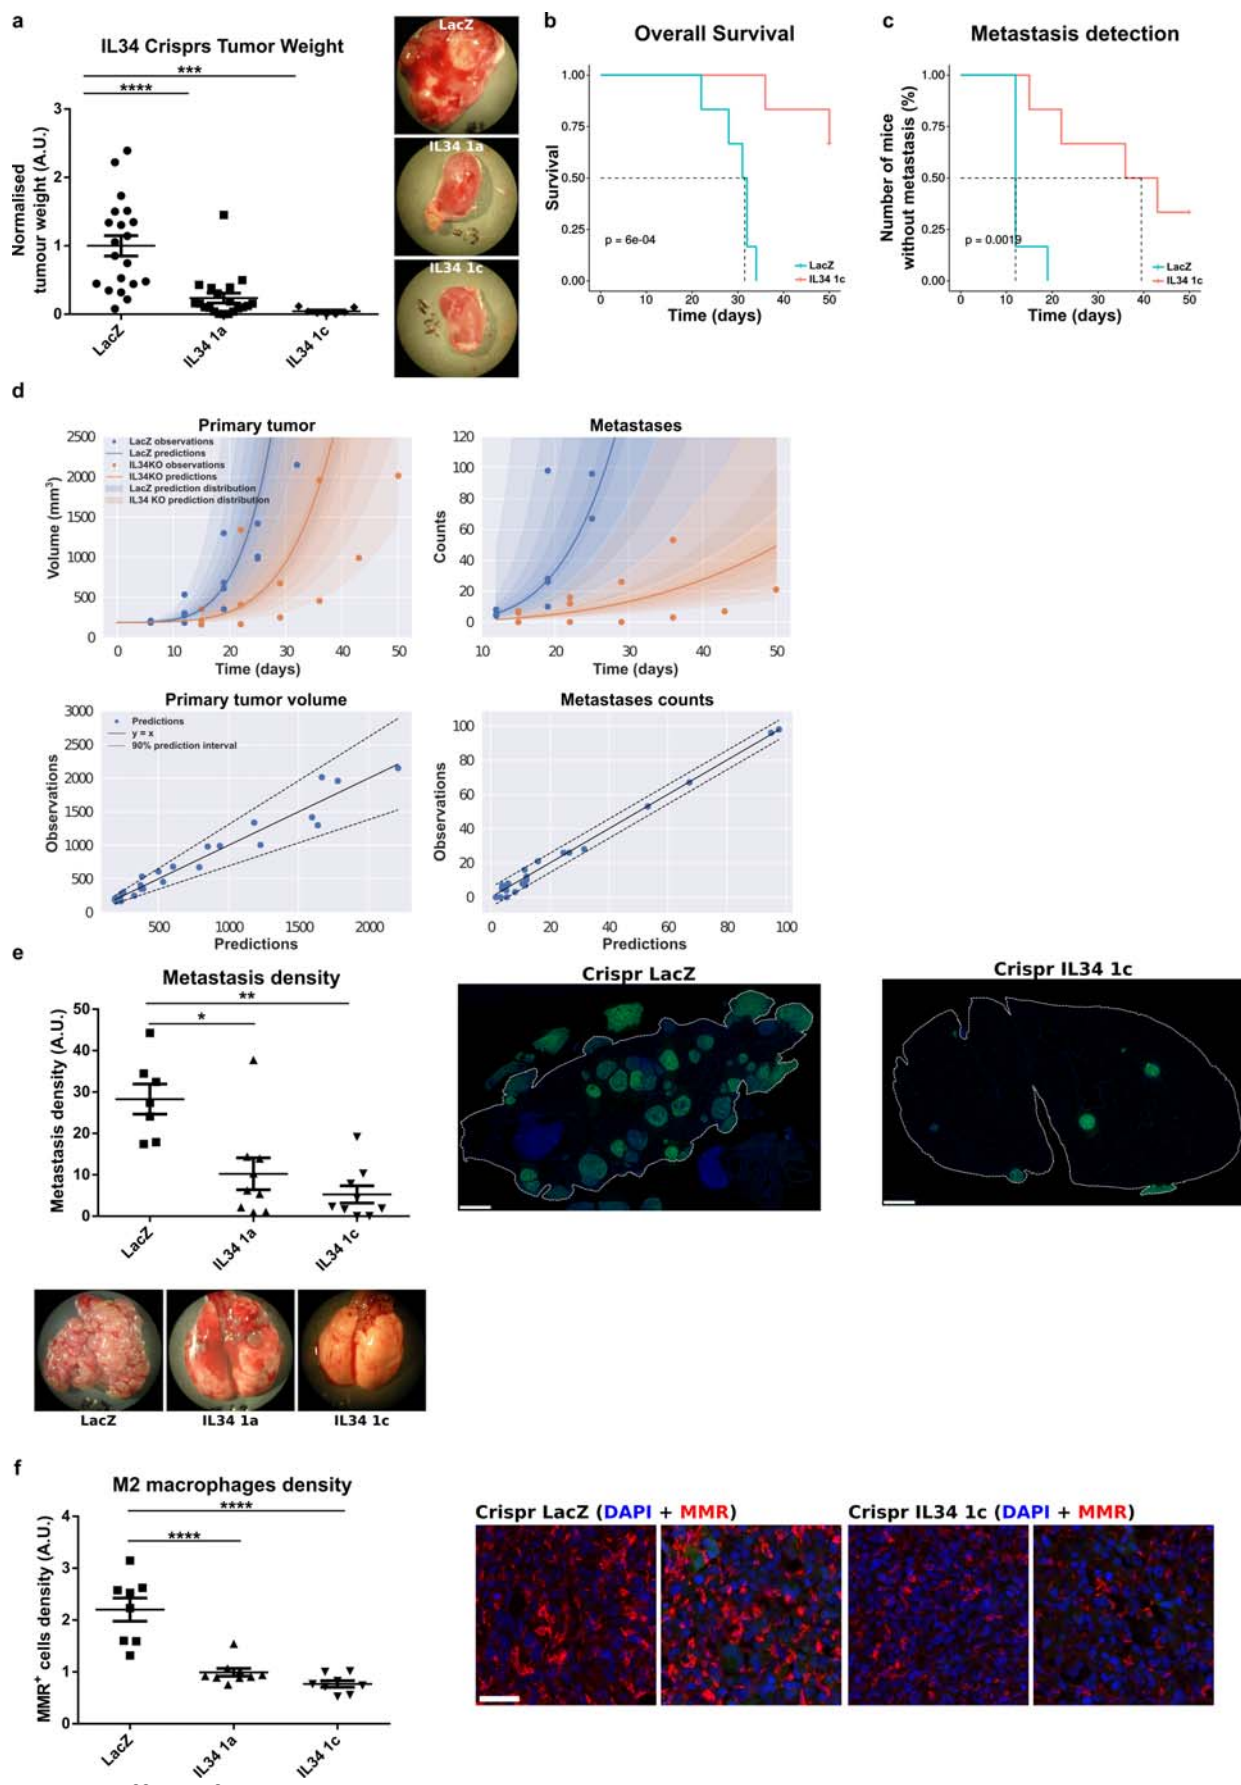 a
IL34 Crisprs Tumor Weight
***
****
Normalised
tumour weight (A.U.)
3
2
1
0
LacZ
IL34 1a
IL34 1c
LacZ
IL34 1a
IL34 1c
b
Overall Survival
Survival
1.00
0.75
0.50
0.25
0.00
p = 6e-04
LacZ
IL34 1c
0 10 20 30 40 50
Time (days)
c
Metastasis detection
Number of mice
without metastasis (%)
1.00
0.75
0.50
0.25
0.00
p = 0.0019
LacZ
IL34 1c
0 10 20 30 40 50
Time (days)
d
Primary tumor
Volume (mm3)
2500
2000
1500
1000
500
0
LacZ observations
LacZ predictions
IL34KO observations
IL34KO predictions
LacZ prediction distribution
IL34 KO prediction distribution
0 10 20 30 40 50
Time (days)
Metastases
Counts
120
100
80
60
40
20
0
10 20 30 40 50
Time (days)
Primary tumor volume
Observations
3000
2500
2000
1500
1000
500
0
Predictions
y = x
90% prediction interval
500 1000 1500 2000
Predictions
Metastases counts
Observations
100
80
60
40
20
0
0 20 40 60 80 100
Predictions
e
Metastasis density
**
*
Metastasis density (A.U.)
50
40
30
20
10
0
LacZ
IL34 1a
IL34 1c
Crispr LacZ
Crispr IL34 1c
LacZ
IL34 1a
IL34 1c
f
M2 macrophages density
****
****
MMR+ cells density (A.U.)
4
3
2
1
0
LacZ
IL34 1a
IL34 1c
Crispr LacZ (DAPI + MMR)
Crispr IL34 1c (DAPI + MMR)